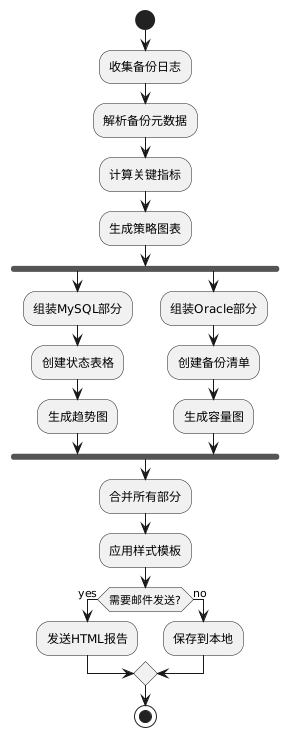 收集备份日志
解析备份元数据
计算关键指标
生成策略图表
组装MySQL部分
组装Oracle部分
创建状态表格
创建备份清单
生成趋势图
生成容量图
合并所有部分
应用样式模板
yes
需要邮件发送?
no
发送HTML报告
保存到本地